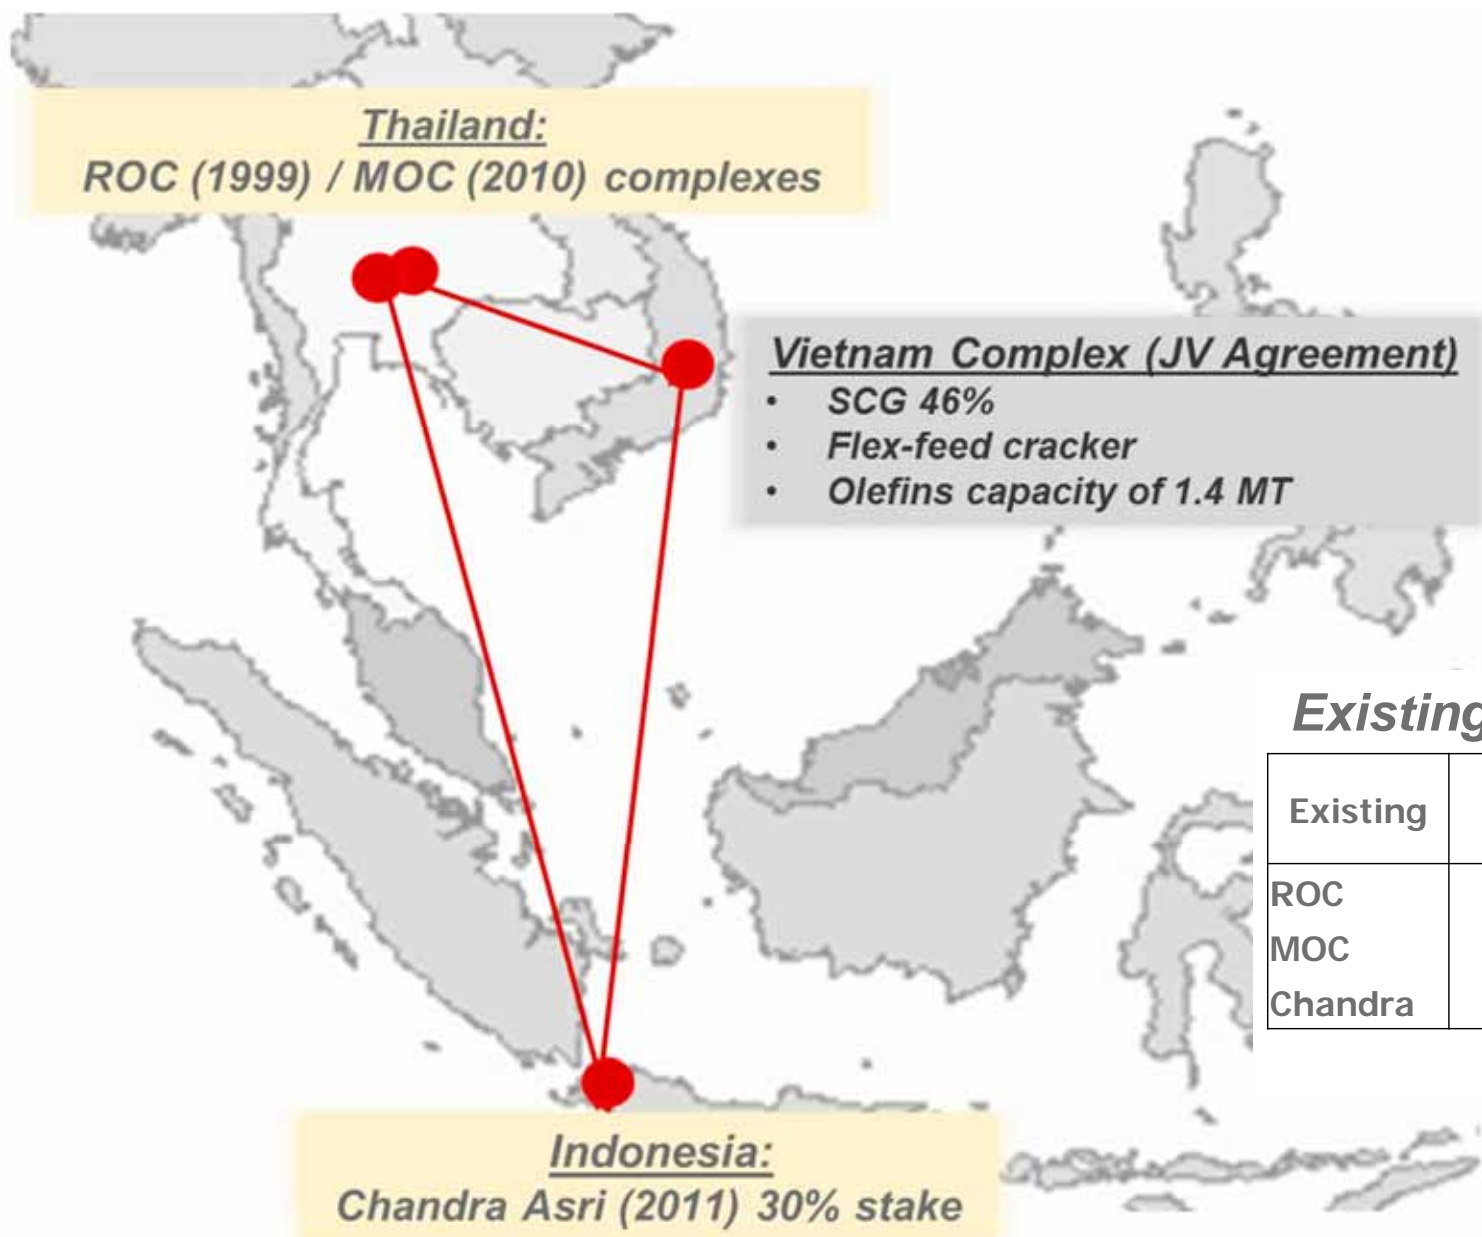 Thailand:
ROC (1999) / MOC (2010) complexes
Vietnam Complex (JV Agreement)
• SCG 46%
• Flex-feed cracker
• Olefins capacity of 1.4 MT
Existing
Existing
ROC
MOC
Chandra
Indonesia:
Chandra Asri (2011) 30% stake